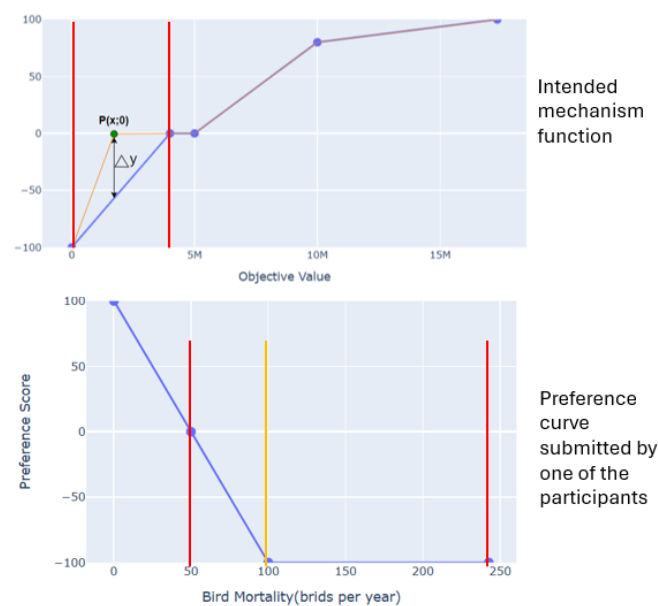 100
50
0
−50
−100
P(x;0)
△y
0
5M
10M
15M
Objective Value
Intended
mechanism
function
100
50
0
−50
−100
Preference Score
0
50
100
150
200
250
Bird Mortality(brids per year)
Preference
curve
submitted by
one of the
participants